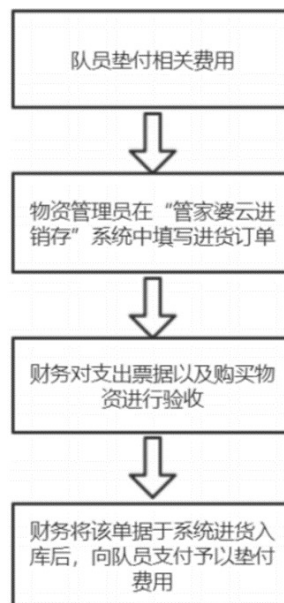 队员垫付相关费用
物资管理员在“管家婆云进
销存”系统中填写进货订单
财务对支出票据以及购买物
资进行验收
财务将该单据于系统进货入
库后，向队员支付予以垫付
费用